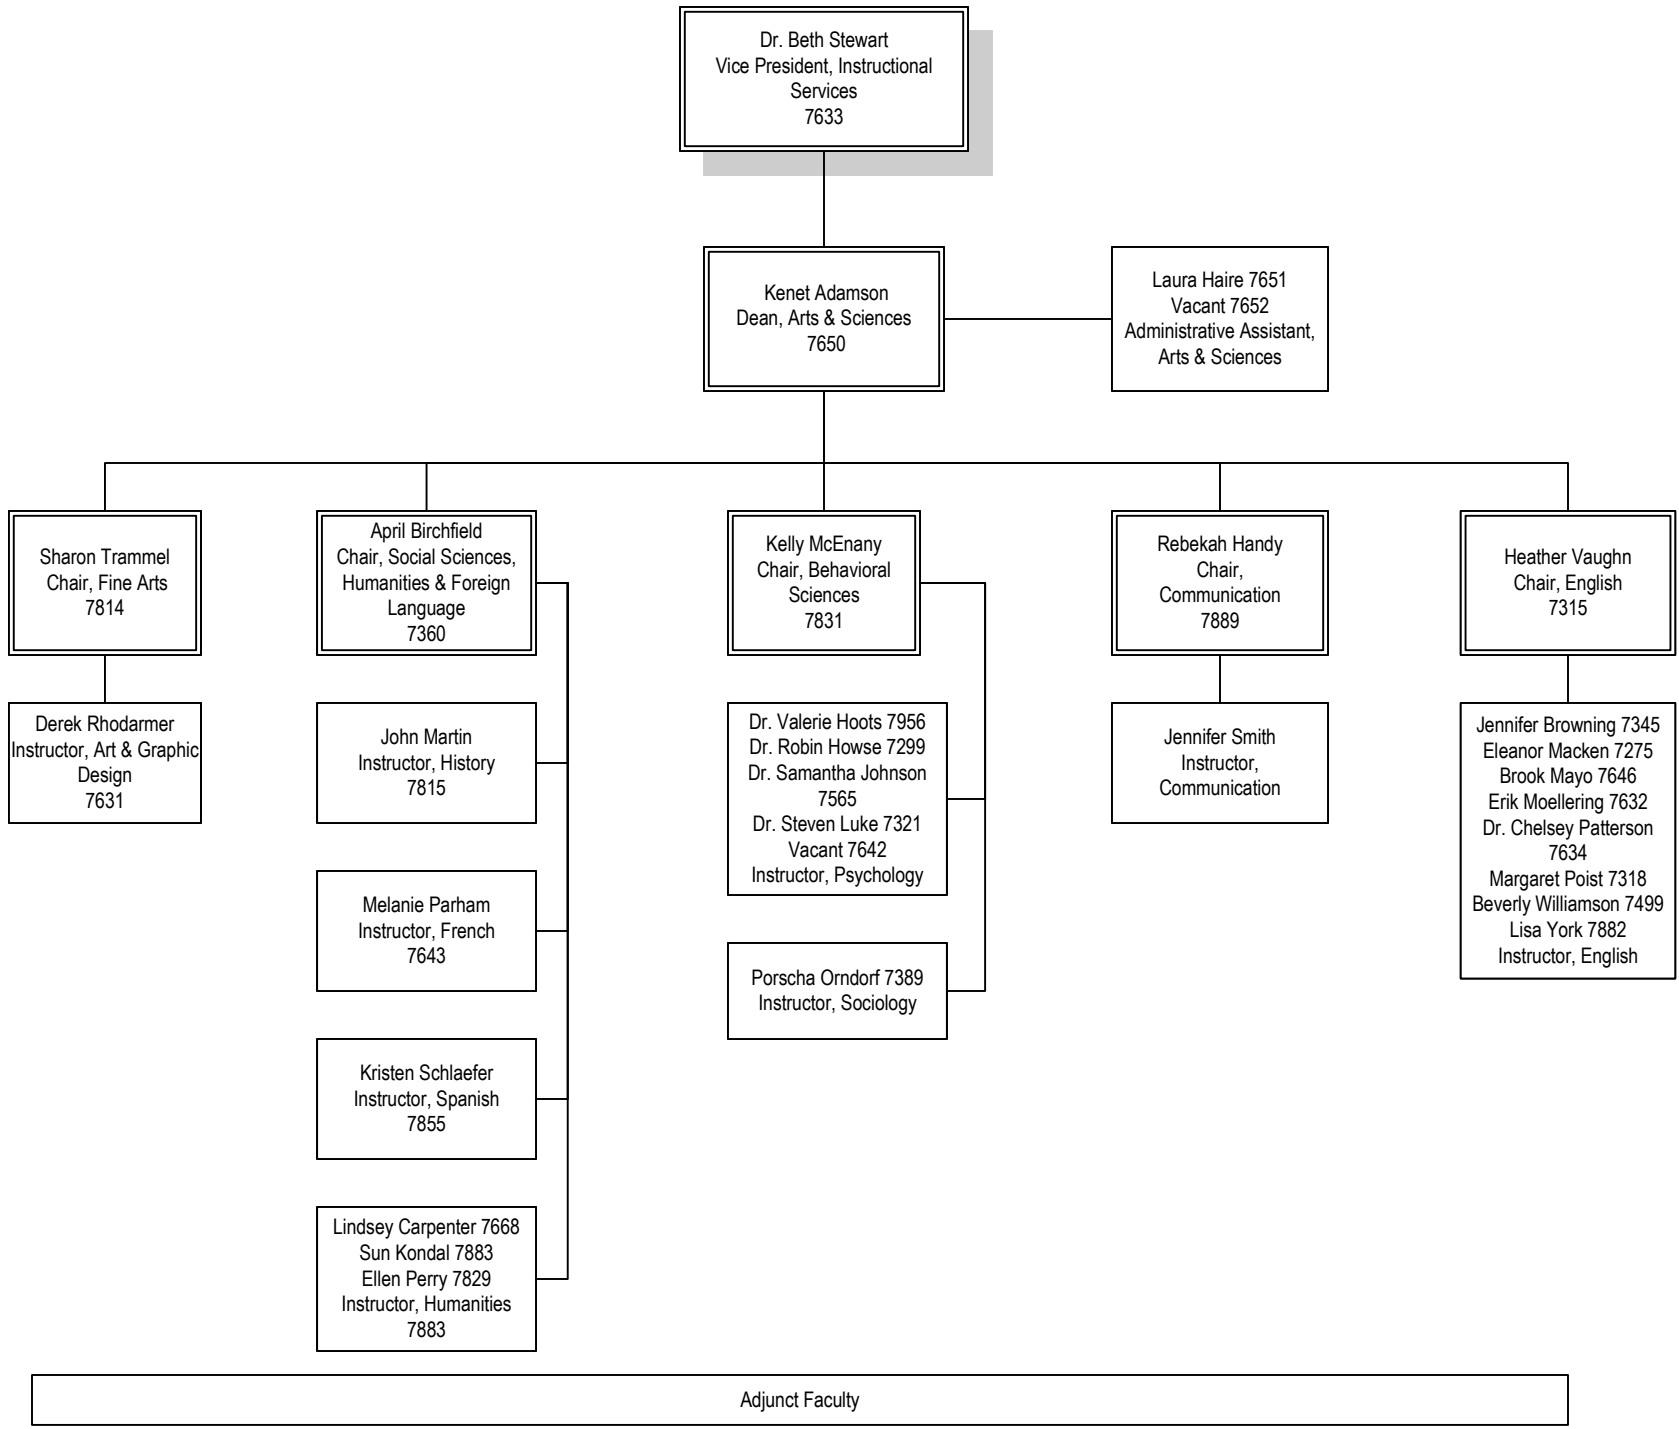 Dr. Beth Stewart
Vice President, Instructional
Services
7633
Kenet Adamson
Dean, Arts & Sciences
7650
Laura Haire 7651
Vacant 7652
Administrative Assistant,
Arts & Sciences
Sharon Trammel
Chair, Fine Arts
7814
April Birchfield
Chair, Social Sciences,
Humanities & Foreign
Language
7360
Kelly McEnany
Chair, Behavioral
Sciences
7831
Rebekah Handy
Chair,
Communication
7889
Heather Vaughn
Chair, English
7315
Derek Rhodarmer
Instructor, Art & Graphic
Design
7631
John Martin
Instructor, History
7815
Melanie Parham
Instructor, French
7643
Kristen Schlaefer
Instructor, Spanish
7855
Lindsey Carpenter 7668
Sun Kondal 7883
Ellen Perry 7829
Instructor, Humanities
7883
Dr. Valerie Hoots 7956
Dr. Robin Howse 7299
Dr. Samantha Johnson
7565
Dr. Steven Luke 7321
Vacant 7642
Instructor, Psychology
Porscha Orndorf 7389
Instructor, Sociology
Jennifer Smith
Instructor,
Communication
Jennifer Browning 7345
Eleanor Macken 7275
Brook Mayo 7646
Erik Moellering 7632
Dr. Chelsey Patterson
7634
Margaret Poist 7318
Beverly Williamson 7499
Lisa York 7882
Instructor, English
Adjunct Faculty